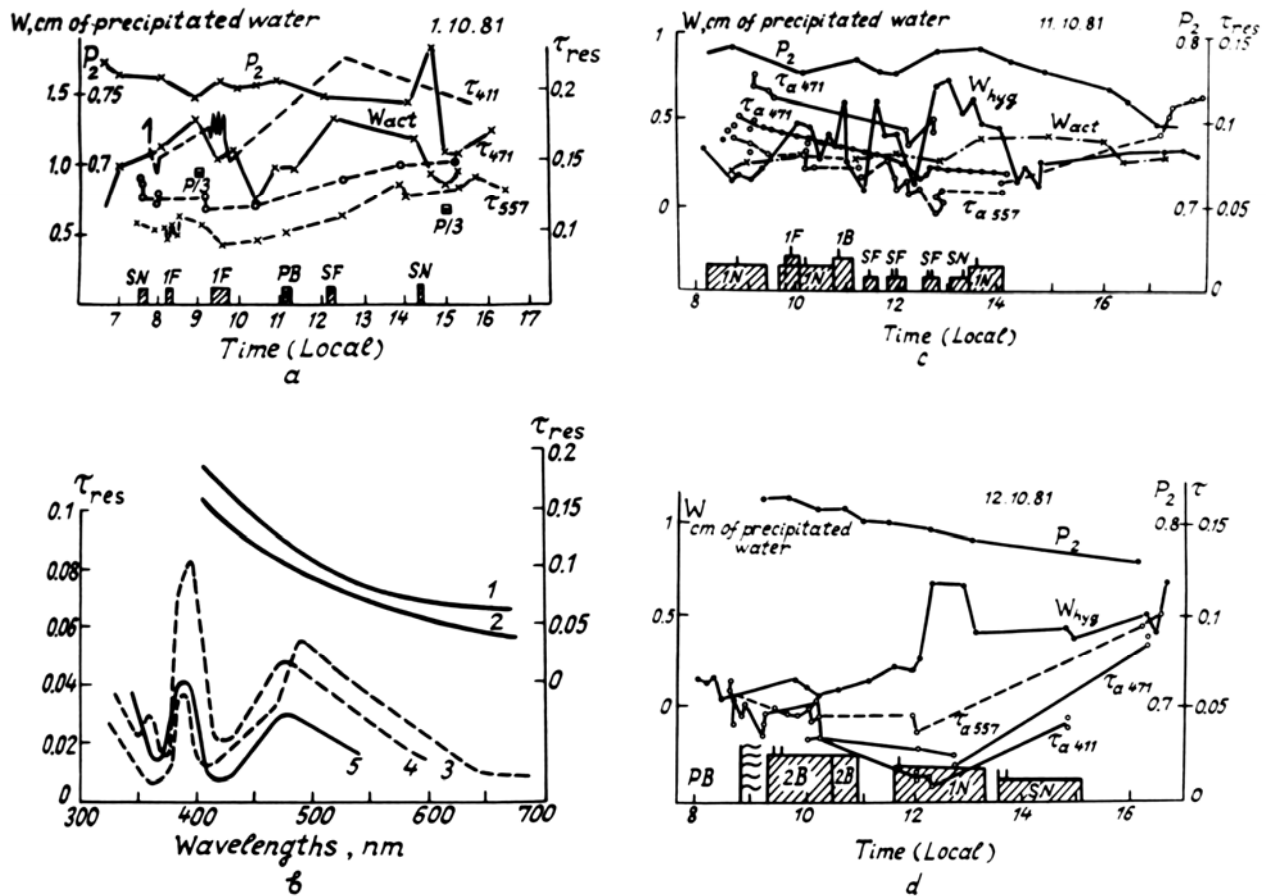 W, cm of precipitated water 1.10.81 τres
P2 P2 τ411 0.2
1.5 0.75
1 Wact
1.0 0.7 P/3 τ471 0.15
τ557
0.5 P/3 0.1
SN 1F 1F PB SF SN
7 8 9 10 11 12 13 14 15 16 17
Time (Local)
a
W, cm of precipitated water 11.10.81 P2 τres
1 P2 0.8 0.15
τa 471 Whyg
τa 471
0.5 Wact 0.1
0 τa 557 0.7 0.05
1F 1B
1N 1N SF SF SF SN 1N
0
8 10 12 14 16
Time (Local)
c
τres
0.2
τres
0.1 0.15
0.08 0.1
1
0.06 2 0.05
0.04 0
0.02 5 4 3
0
300 400 500 600 700
Wavelengths, nm
b
W 12.10.81 P2 τ
cm of precipitated
water
1 P2 0.8 0.15
0.5 Whyg 0.1
τa 471
0 τa 557 0.7 0.05
τa 411
PB 2B 2B 1N SN
0
8 10 12 14 16
Time (Local)
d